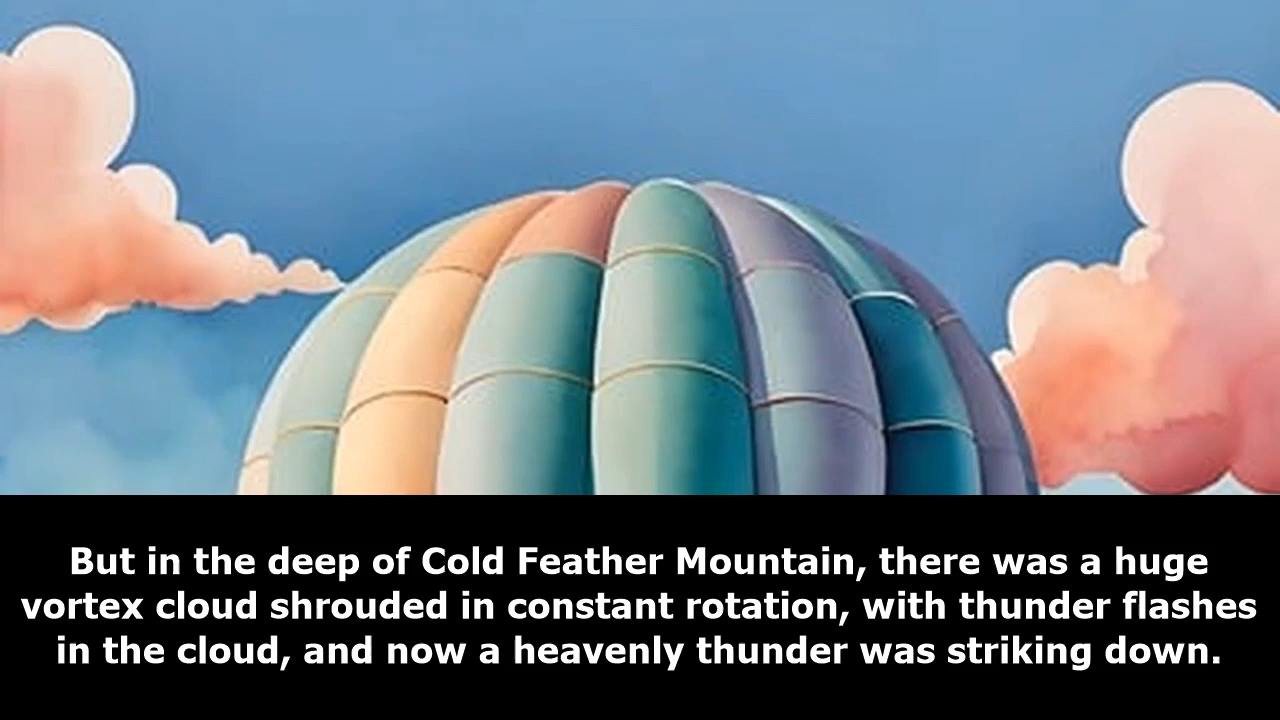 But in the deep of Cold Feather Mountain, there was a huge
vortex cloud shrouded in constant rotation, with thunder flashes
in the cloud, and now a heavenly thunder was striking down.